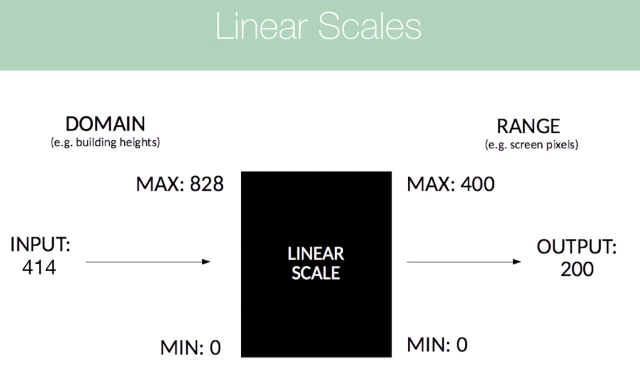 Linear Scales
DOMAIN
(e.g. building heights)
RANGE
(e.g. screen pixels)
MAX: 828
MAX: 400
INPUT:
414
LINEAR
SCALE
OUTPUT:
200
MIN: 0
MIN: 0